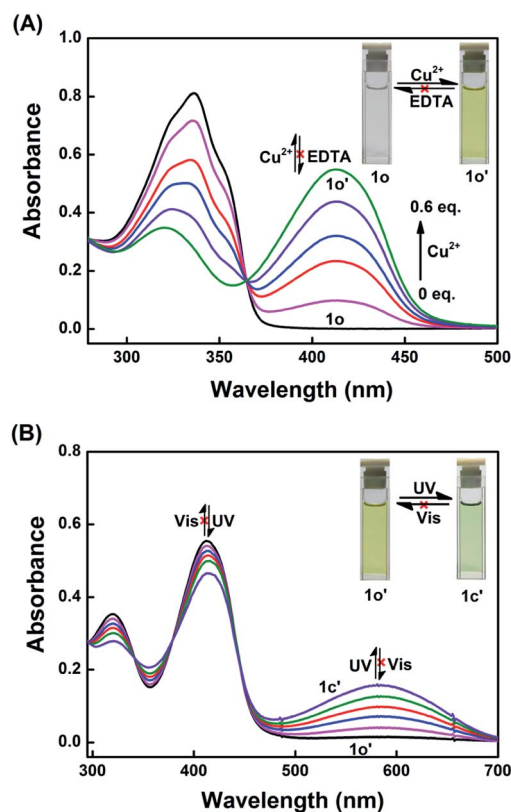 (A)
Absorbance
1.0
0.8
0.6
0.4
0.2
0.0
Cu²⁺
EDTA
1o
1o'
Cu²⁺ EDTA
1o'
0.6 eq.
Cu²⁺
0 eq.
1o
300 350 400 450 500
Wavelength (nm)
(B)
Absorbance
0.8
0.6
0.4
0.2
0.0
UV
Vis
1o'
1c'
Vis UV
UV Vis
1c'
1o'
300 400 500 600 700
Wavelength (nm)